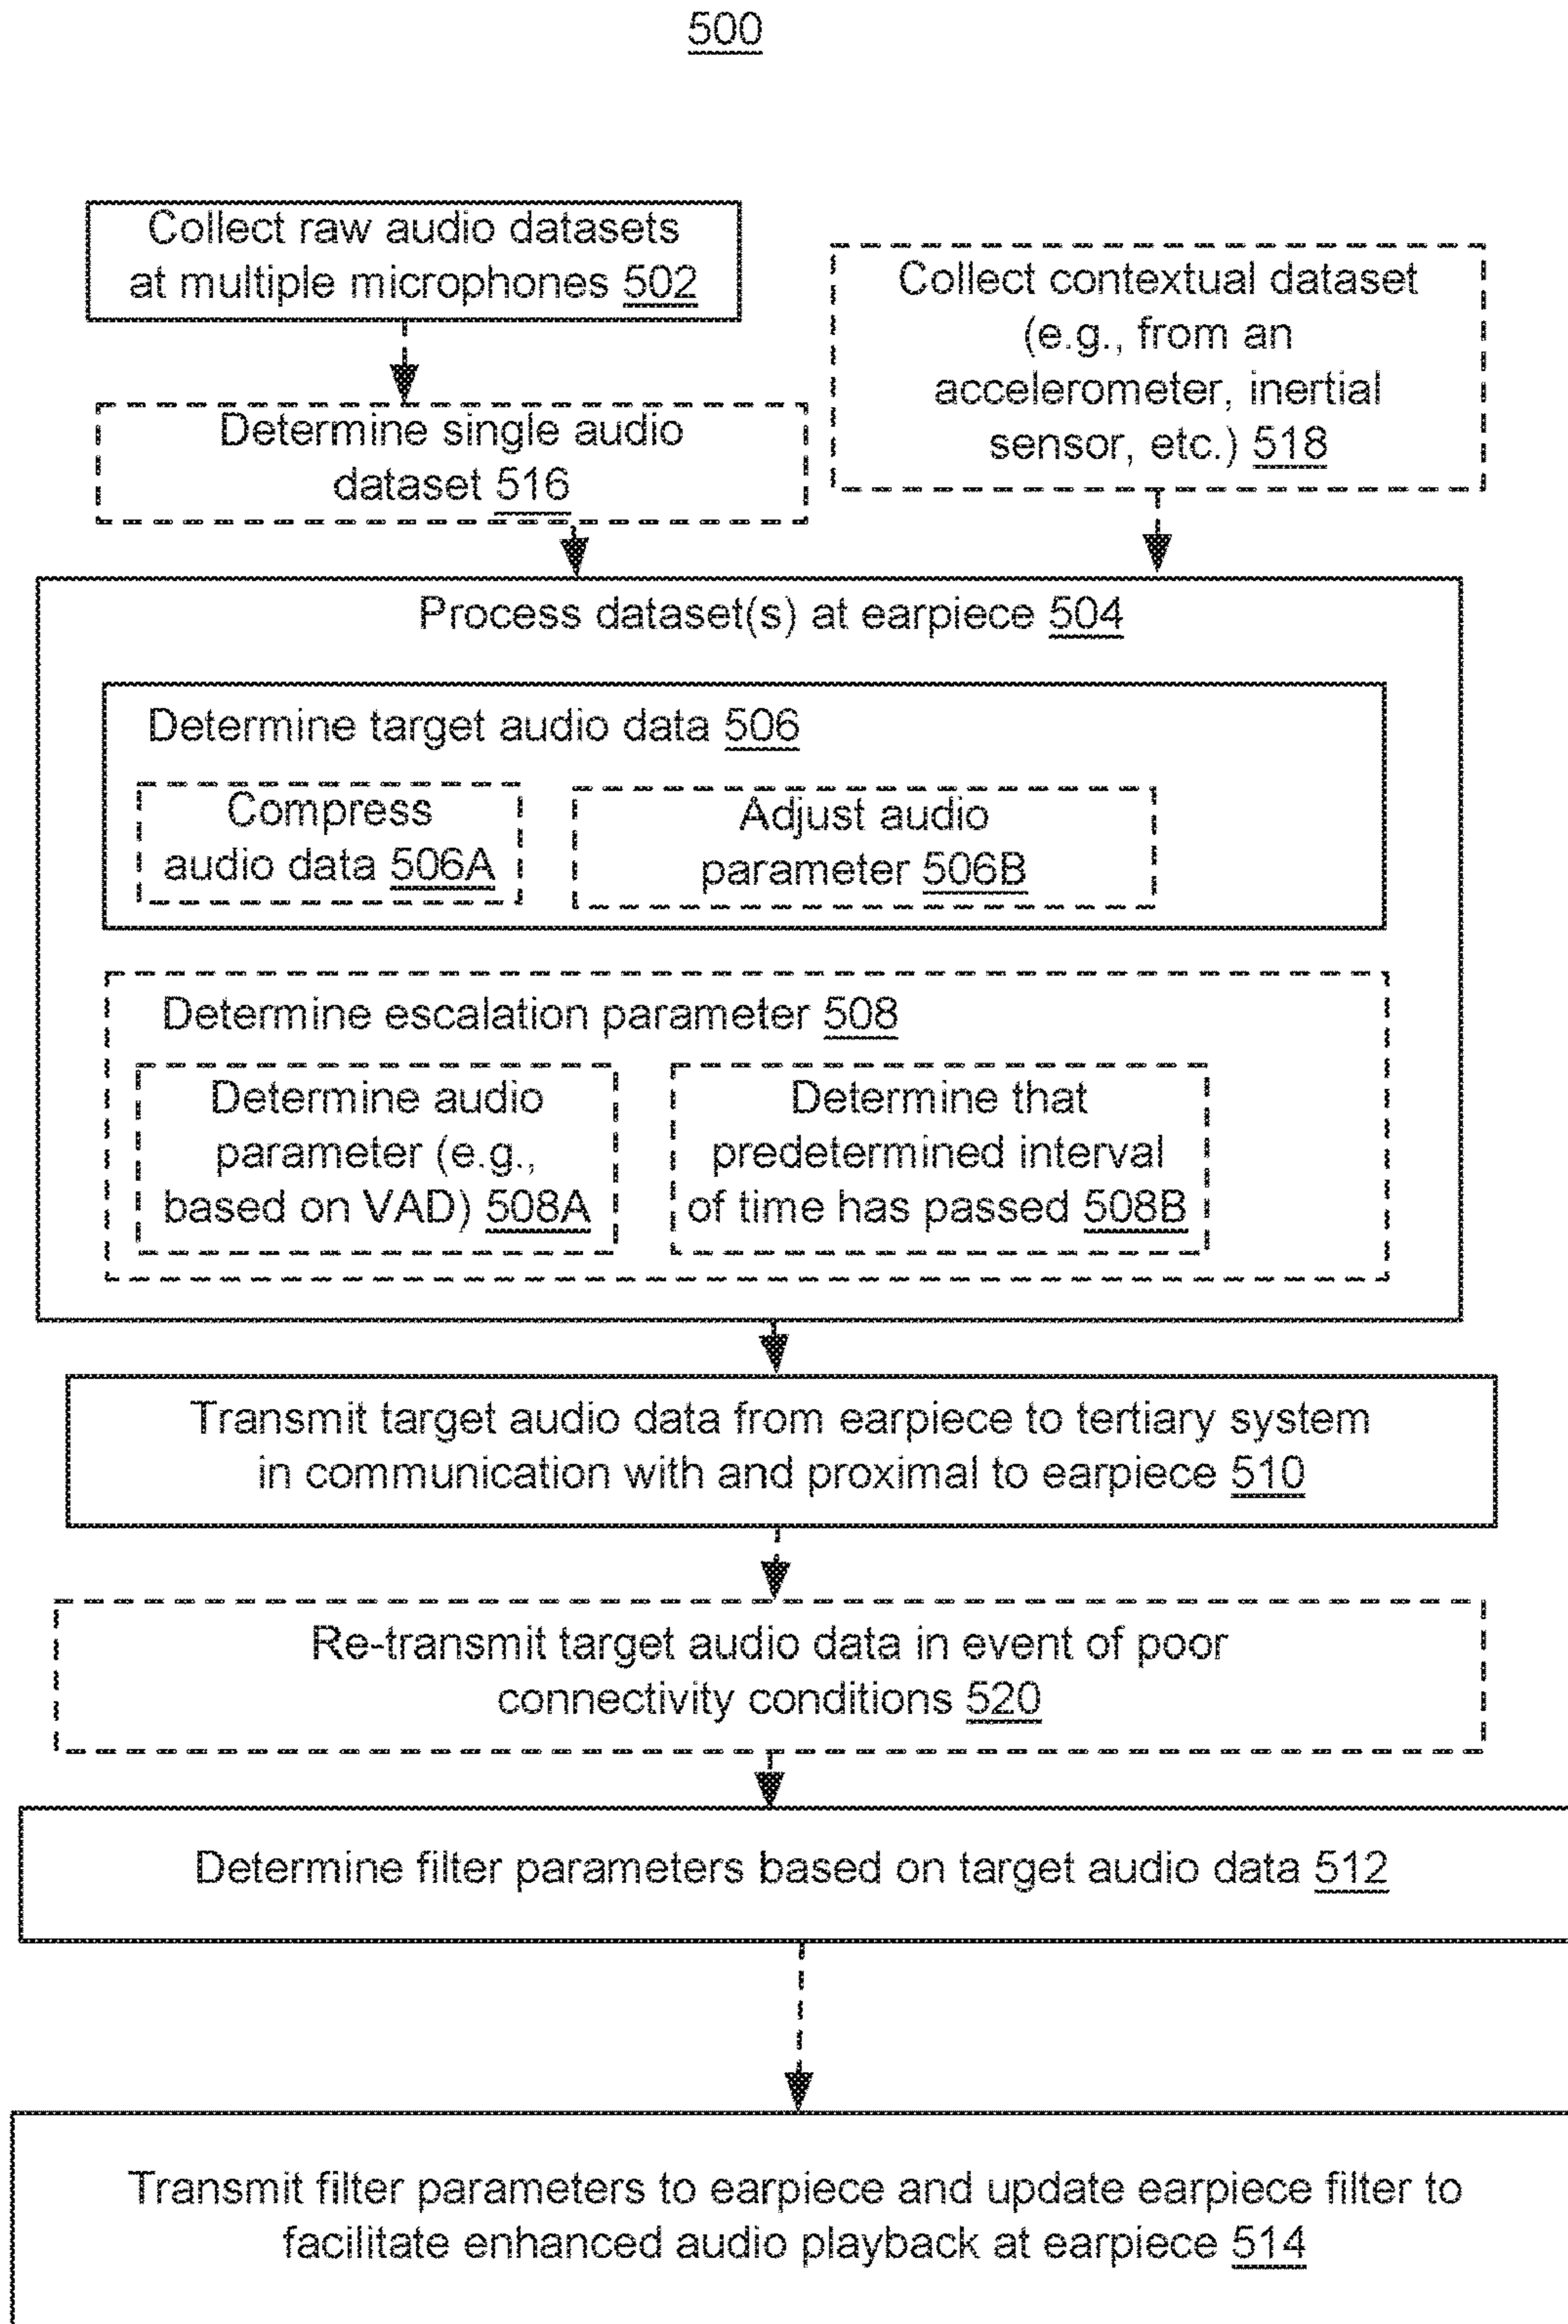 500
Collect raw audio datasets
at multiple microphones 502
Collect contextual dataset
(e.g., from an
accelerometer, inertial
sensor, etc.) 518
Determine single audio
dataset 516
Process dataset(s) at earpiece 504
Determine target audio data 506
Compress
audio data 506A
Adjust audio
parameter 506B
Determine escalation parameter 508
Determine audio
parameter (e.g.,
based on VAD) 508A
Determine that
predetermined interval
of time has passed 508B
Transmit target audio data from earpiece to tertiary system
in communication with and proximal to earpiece 510
Re-transmit target audio data in event of poor
connectivity conditions 520
Determine filter parameters based on target audio data 512
Transmit filter parameters to earpiece and update earpiece filter to
facilitate enhanced audio playback at earpiece 514